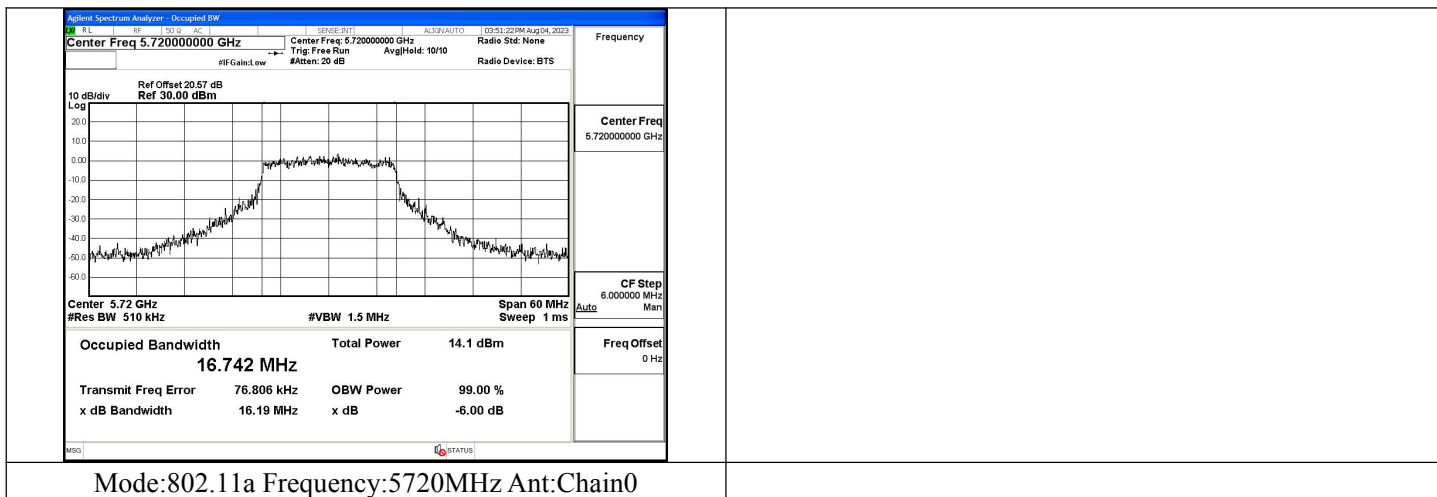 Agilent Spectrum Analyzer - Occupied BW
LXI RL RF 50 Ω AC SENSE:INT ALIGNAUTO 03:51:22 PM Aug 04, 2023
Center Freq 5.720000000 GHz
Center Freq: 5.720000000 GHz
Radio Std: None
Trig: Free Run Avg|Hold: 10/10
#IFGain:Low #Atten: 20 dB Radio Device: BTS
Frequency
Ref Offset 20.57 dB
10 dB/div Ref 30.00 dBm
Log
20.0
10.0
0.00
-10.0
-20.0
-30.0
-40.0
-50.0
-60.0
Center 5.72 GHz Span 60 MHz
#Res BW 510 kHz #VBW 1.5 MHz Sweep 1 ms
Occupied Bandwidth Total Power 14.1 dBm
16.742 MHz
Transmit Freq Error 76.806 kHz OBW Power 99.00 %
x dB Bandwidth 16.19 MHz x dB -6.00 dB
Center Freq
5.720000000 GHz
CF Step
6.000000 MHz
Auto Man
Freq Offset
0 Hz
MSG STATUS
Mode:802.11a Frequency:5720MHz Ant:Chain0